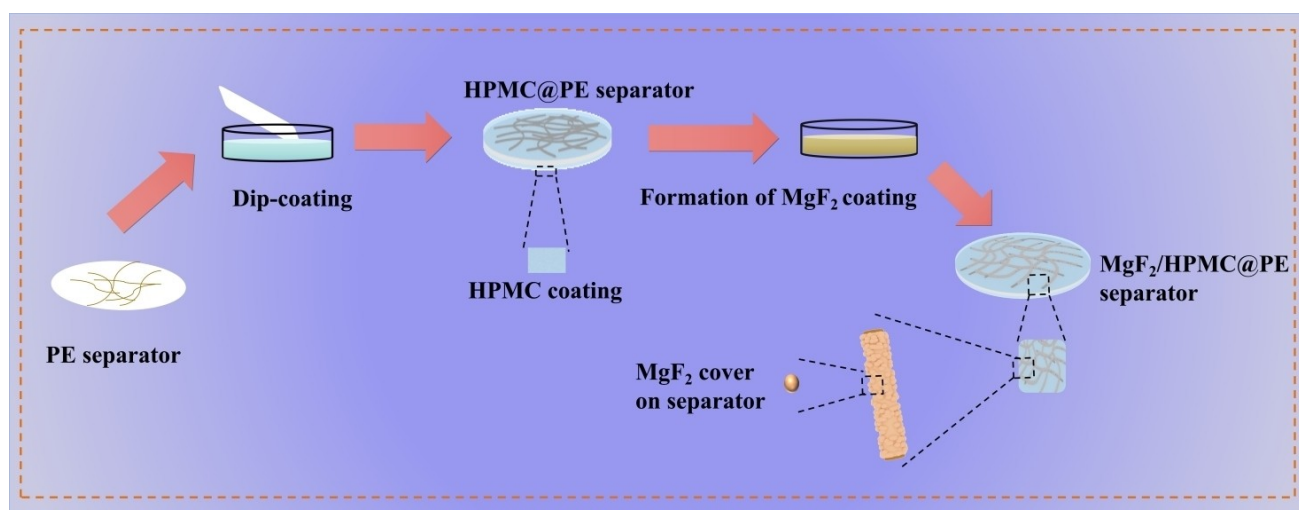 HPMC@PE separator
Dip-coating
Formation of MgF₂ coating
PE separator
HPMC coating
MgF₂/HPMC@PE
separator
MgF₂ cover
on separator